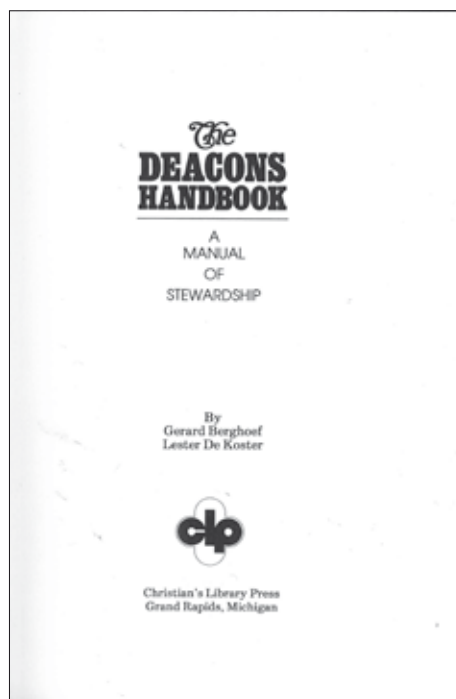 The
DEACONS
HANDBOOK
A
MANUAL
OF
STEWARDSHIP
By
Gerard Berghoef
Lester De Koster
clp
Christian's Library Press
Grand Rapids, Michigan